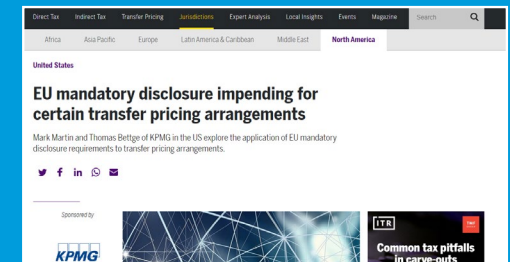 Direct Tax Indirect Tax Transfer Pricing Jurisdictions Expert Analysis Local Insights Events Magazine Search
Africa Asia Pacific Europe Latin America & Caribbean Middle East North America
United States
EU mandatory disclosure impending for
certain transfer pricing arrangements
Mark Martin and Thomas Bettge of KPMG in the US explore the application of EU mandatory
disclosure requirements to transfer pricing arrangements.
Sponsored by
KPMG
ITR
Common tax pitfalls
in carve-outs